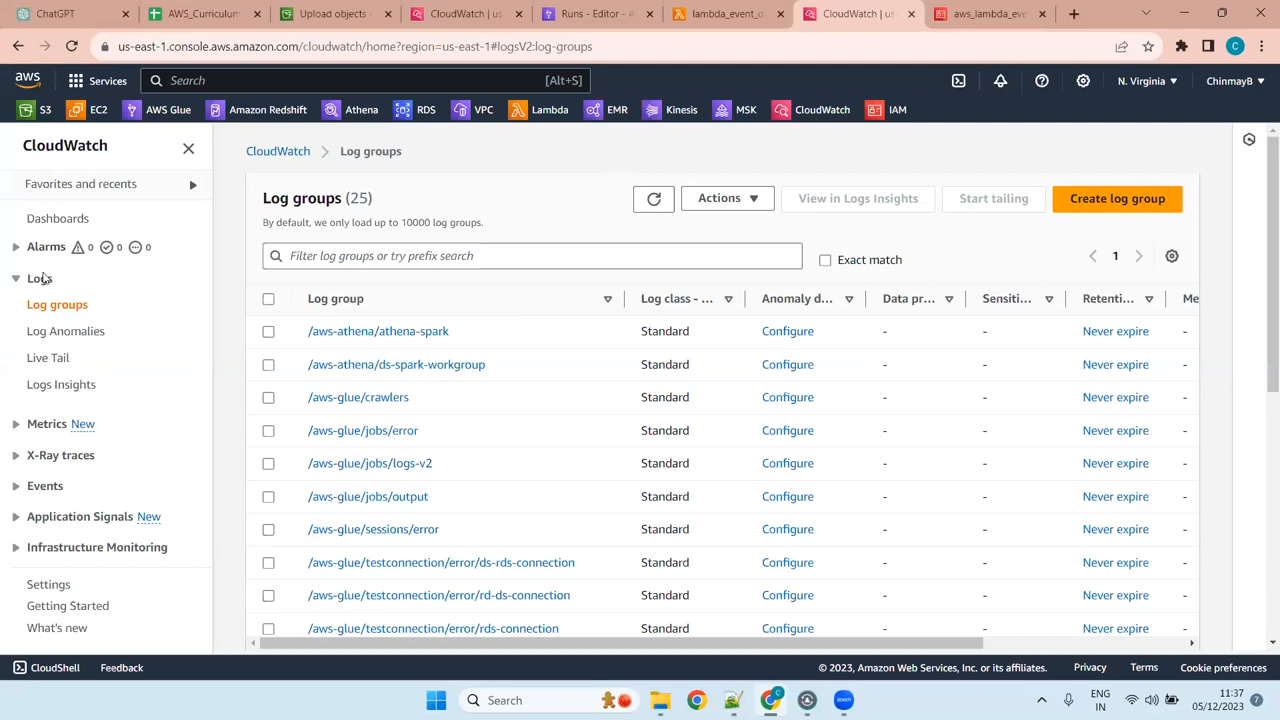 ChatGPT
AWS_Curriculum
Upload objects -
CloudWatch | us
Runs - Editor - A
lambda_event_d
CloudWatch | us
aws_lambda_eve
us-east-1.console.aws.amazon.com/cloudwatch/home?region=us-east-1#logsV2:log-groups
C
aws
Services
Search
[Alt+S]
N. Virginia
ChinmayB
S3
EC2
AWS Glue
Amazon Redshift
Athena
RDS
VPC
Lambda
EMR
Kinesis
MSK
CloudWatch
IAM
CloudWatch
Favorites and recents
Dashboards
Alarms 0 0 0
Logs
Log groups
Log Anomalies
Live Tail
Logs Insights
Metrics New
X-Ray traces
Events
Application Signals New
Infrastructure Monitoring
Settings
Getting Started
What's new
CloudWatch
Log groups
Log groups (25)
By default, we only load up to 10000 log groups.
Actions
View in Logs Insights
Start tailing
Create log group
Filter log groups or try prefix search
Exact match
1
Log group
Log class - ...
Anomaly d...
Data pr...
Sensiti...
Retenti...
Me
/aws-athena/athena-spark Standard Configure - - Never expire -
/aws-athena/ds-spark-workgroup Standard Configure - - Never expire -
/aws-glue/crawlers Standard Configure - - Never expire -
/aws-glue/jobs/error Standard Configure - - Never expire -
/aws-glue/jobs/logs-v2 Standard Configure - - Never expire -
/aws-glue/jobs/output Standard Configure - - Never expire -
/aws-glue/sessions/error Standard Configure - - Never expire -
/aws-glue/testconnection/error/ds-rds-connection Standard Configure - - Never expire -
/aws-glue/testconnection/error/rd-ds-connection Standard Configure - - Never expire -
/aws-glue/testconnection/error/rds-connection Standard Configure - - Never expire -
CloudShell
Feedback
© 2023, Amazon Web Services, Inc. or its affiliates.
Privacy
Terms
Cookie preferences
Search
C
zoom
ENG
IN
11:37
05/12/2023
7